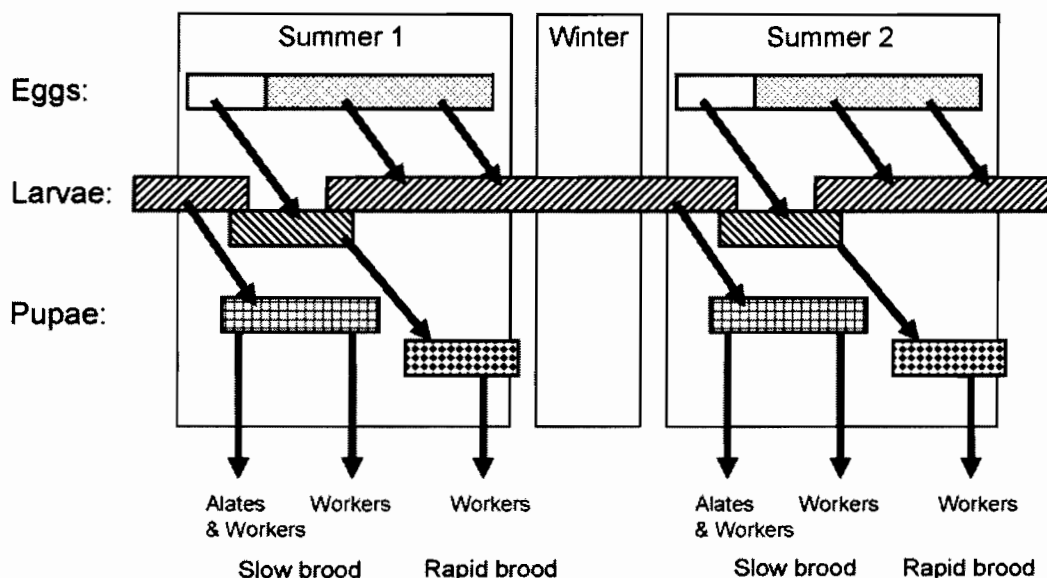 Summer 1
Winter
Summer 2
Eggs:
Larvae:
Pupae:
Alates Workers Workers Alates Workers Workers
& Workers & Workers
Slow brood Rapid brood Slow brood Rapid brood